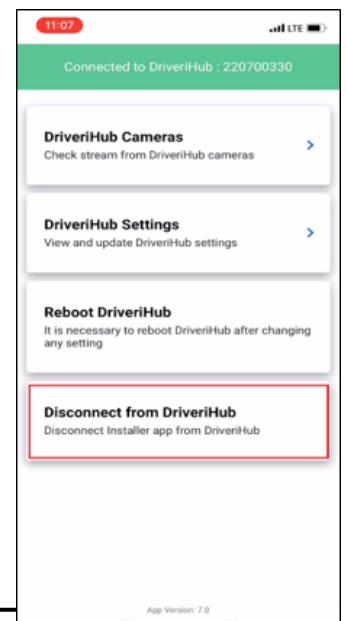 11:07
LTE
Connected to DriveriHub : 220700330
DriveriHub Cameras
Check stream from DriveriHub cameras
DriveriHub Settings
View and update DriveriHub settings
Reboot DriveriHub
It is necessary to reboot DriveriHub after changing
any setting
Disconnect from DriveriHub
Disconnect Installer app from DriveriHub
App Version: 7.0